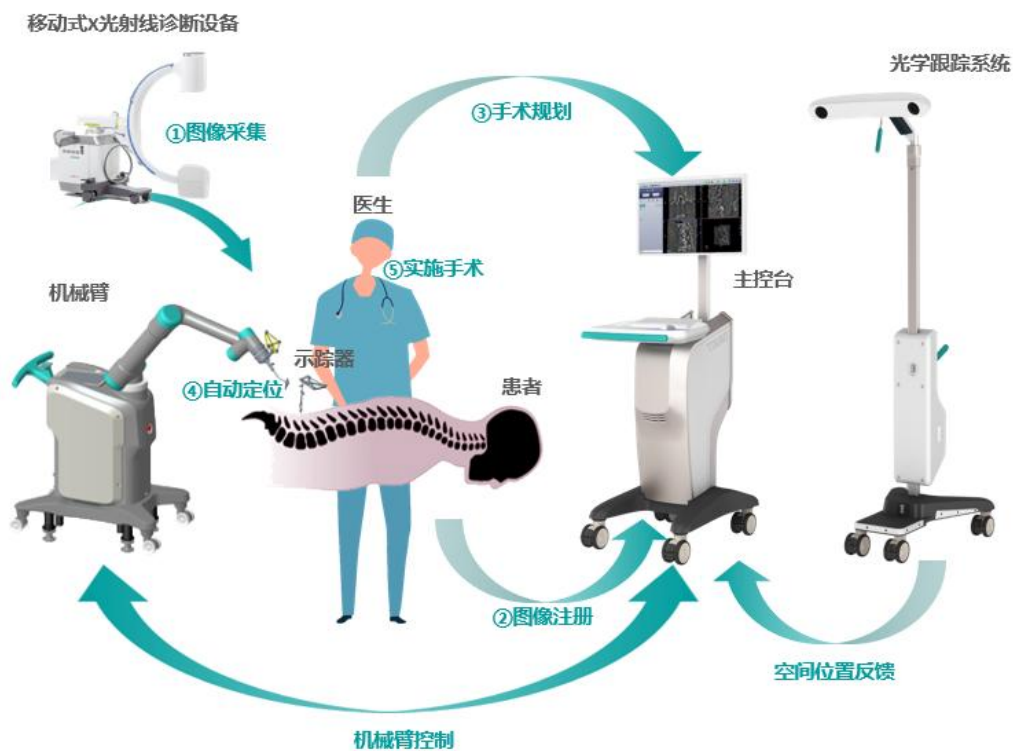 移动式X光射线诊断设备
光学跟踪系统
③手术规划
①图像采集
医生
⑤实施手术
主控台
机械臂
示踪器
④自动定位
患者
②图像注册
空间位置反馈
机械臂控制